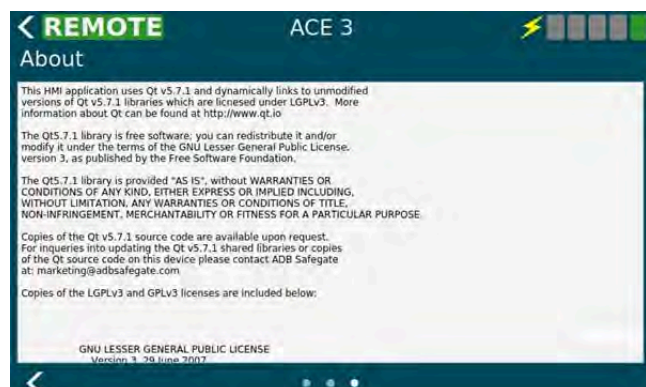 REMOTE
ACE 3
About
This HMI application uses Qt v5.7.1 and dynamically links to unmodified
versions of Qt v5.7.1 libraries which are licnesed under LGPLv3. More
information about Qt can be found at http://www.qt.io
The Qt5.7.1 library is free software; you can redistribute it and/or
modify it under the terms of the GNU Lesser General Public License,
version 3, as published by the Free Software Foundation.
The Qt5.7.1 library is provided "AS IS", without WARRANTIES OR
CONDITIONS OF ANY KIND, EITHER EXPRESS OR IMPLIED INCLUDING,
WITHOUT LIMITATION, ANY WARRANTIES OR CONDITIONS OF TITLE,
NON-INFRINGEMENT, MERCHANTABILITY OR FITNESS FOR A PARTICULAR PURPOSE.
Copies of the Qt v5.7.1 source code are available upon request.
For inqueries into updating the Qt v5.7.1 shared libraries or copies
of the Qt source code on this device please contact ADB Safegate
at: marketing@adbsafegate.com
Copies of the LGPLv3 and GPLv3 licenses are included below:
GNU LESSER GENERAL PUBLIC LICENSE
Version 3, 29 June 2007